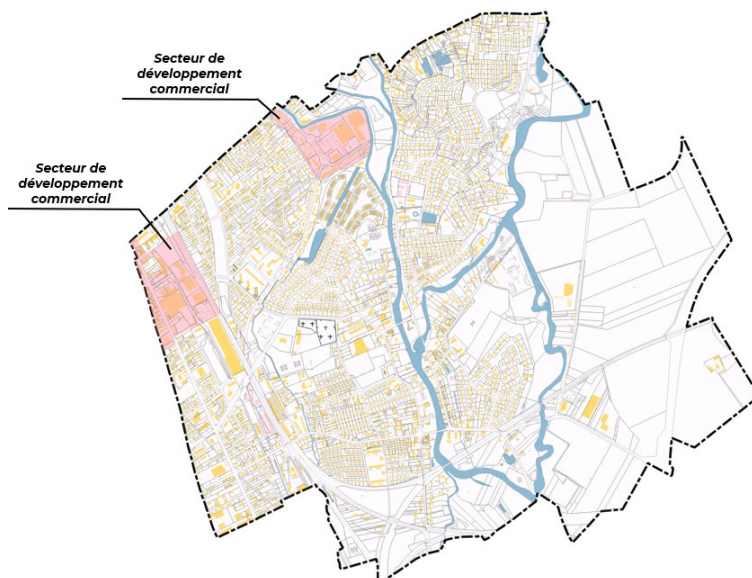 Secteur de
développement
commercial
Secteur de
développement
commercial